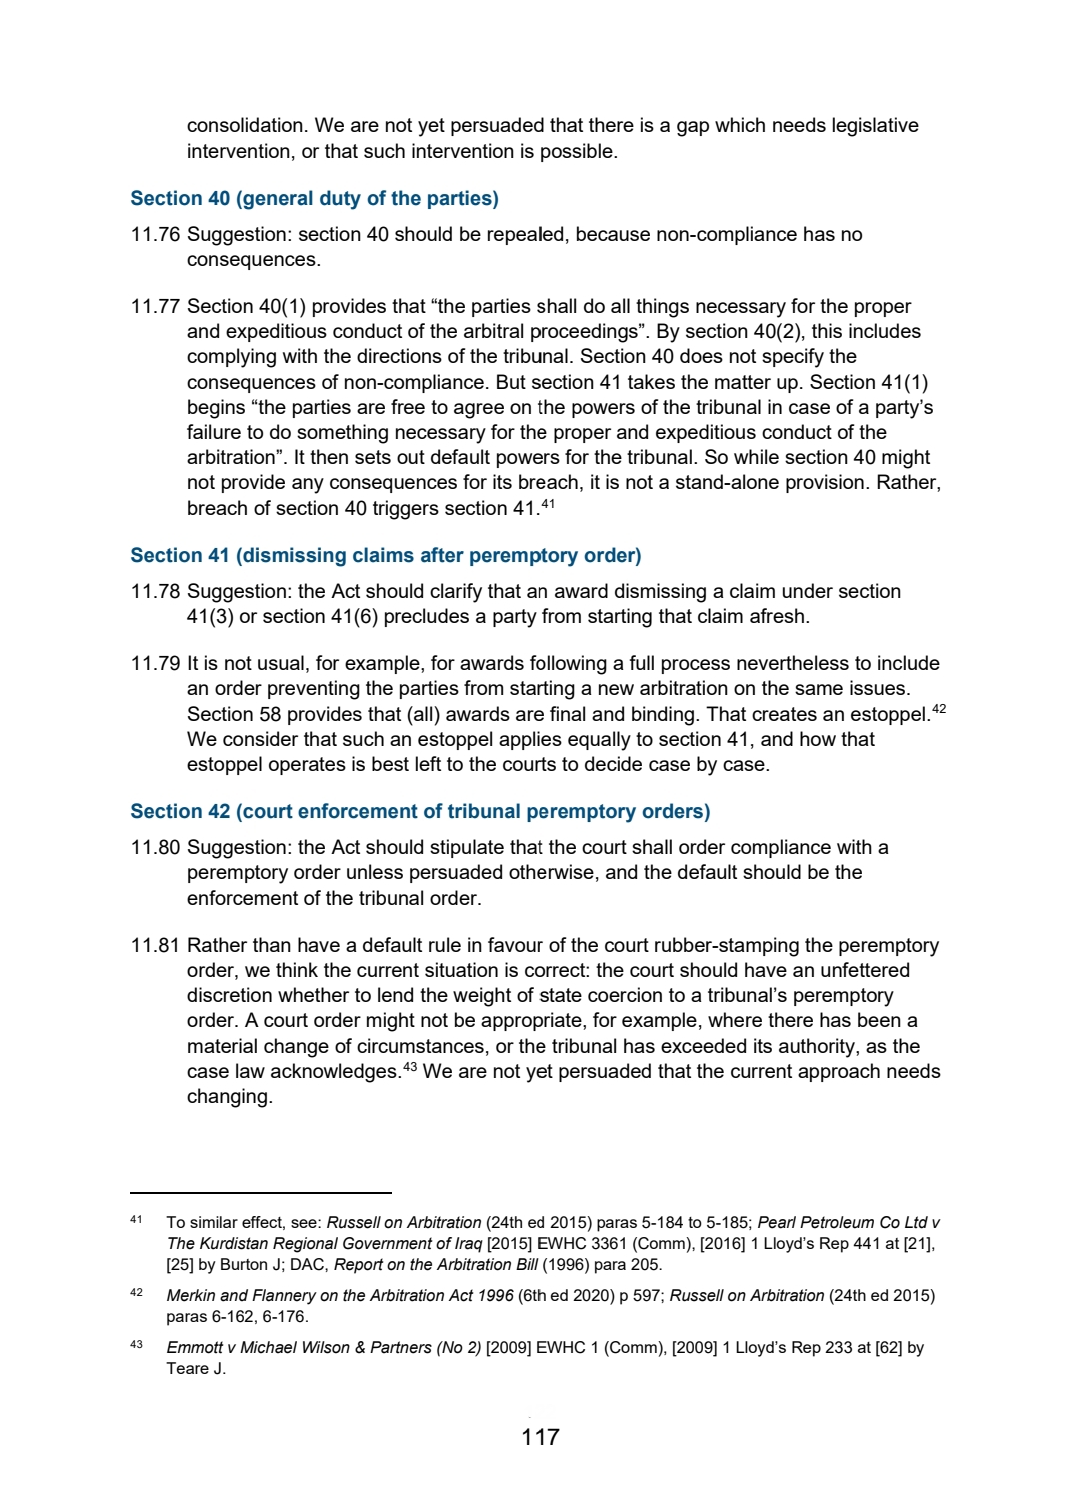 consolidation. We are not yet persuaded that there is a gap which needs legislative
intervention, or that such intervention is possible.
Section 40 (general duty of the parties)
11.76 Suggestion: section 40 should be repealed, because non-compliance has no
consequences.
11.77 Section 40(1) provides that “the parties shall do all things necessary for the proper
and expeditious conduct of the arbitral proceedings”. By section 40(2), this includes
complying with the directions of the tribunal. Section 40 does not specify the
consequences of non-compliance. But section 41 takes the matter up. Section 41(1)
begins “the parties are free to agree on the powers of the tribunal in case of a party’s
failure to do something necessary for the proper and expeditious conduct of the
arbitration”. It then sets out default powers for the tribunal. So while section 40 might
not provide any consequences for its breach, it is not a stand-alone provision. Rather,
breach of section 40 triggers section 41.41
Section 41 (dismissing claims after peremptory order)
11.78 Suggestion: the Act should clarify that an award dismissing a claim under section
41(3) or section 41(6) precludes a party from starting that claim afresh.
11.79 It is not usual, for example, for awards following a full process nevertheless to include
an order preventing the parties from starting a new arbitration on the same issues.
Section 58 provides that (all) awards are final and binding. That creates an estoppel.42
We consider that such an estoppel applies equally to section 41, and how that
estoppel operates is best left to the courts to decide case by case.
Section 42 (court enforcement of tribunal peremptory orders)
11.80 Suggestion: the Act should stipulate that the court shall order compliance with a
peremptory order unless persuaded otherwise, and the default should be the
enforcement of the tribunal order.
11.81 Rather than have a default rule in favour of the court rubber-stamping the peremptory
order, we think the current situation is correct: the court should have an unfettered
discretion whether to lend the weight of state coercion to a tribunal’s peremptory
order. A court order might not be appropriate, for example, where there has been a
material change of circumstances, or the tribunal has exceeded its authority, as the
case law acknowledges.43 We are not yet persuaded that the current approach needs
changing.
41 To similar effect, see: Russell on Arbitration (24th ed 2015) paras 5-184 to 5-185; Pearl Petroleum Co Ltd v
The Kurdistan Regional Government of Iraq [2015] EWHC 3361 (Comm), [2016] 1 Lloyd’s Rep 441 at [21],
[25] by Burton J; DAC, Report on the Arbitration Bill (1996) para 205.
42 Merkin and Flannery on the Arbitration Act 1996 (6th ed 2020) p 597; Russell on Arbitration (24th ed 2015)
paras 6-162, 6-176.
43 Emmott v Michael Wilson & Partners (No 2) [2009] EWHC 1 (Comm), [2009] 1 Lloyd’s Rep 233 at [62] by
Teare J.
117